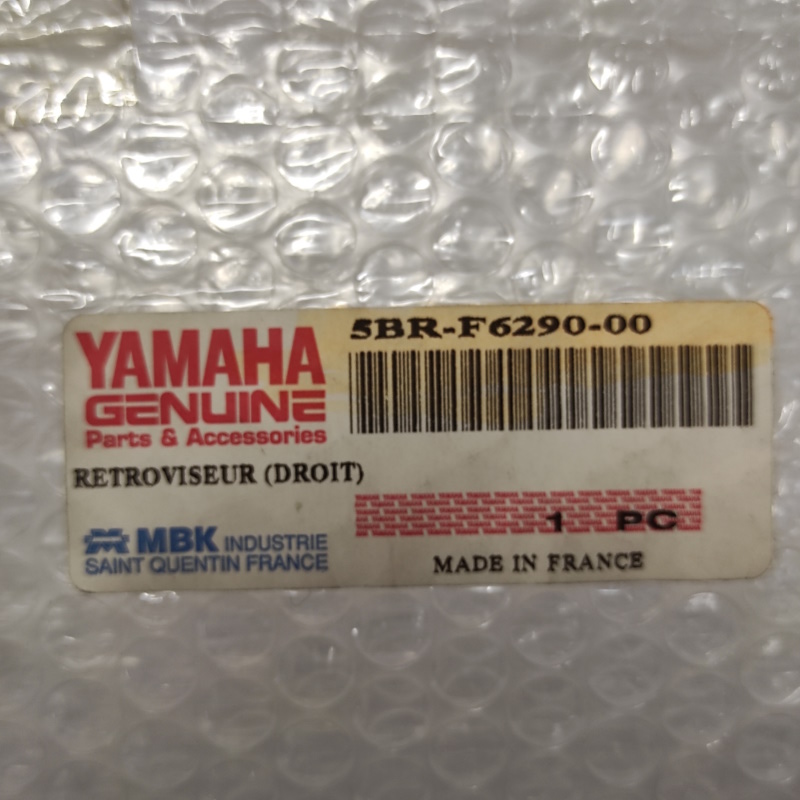 YAMAHA
GENUINE
Parts & Accessories
5BR-F6290-00
RETROVISEUR (DROIT)
1 PC
MBK INDUSTRIE
SAINT QUENTIN FRANCE
MADE IN FRANCE